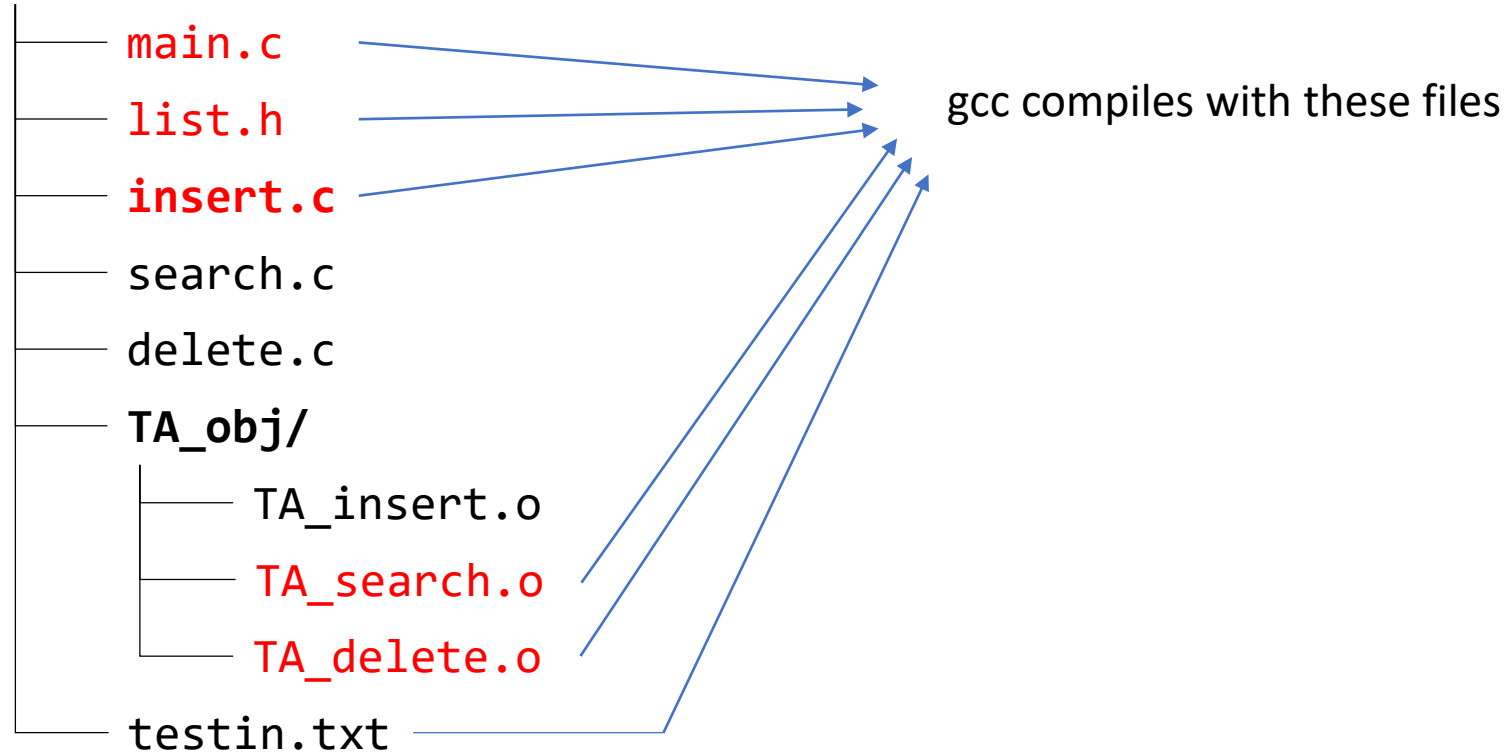 main.c
list.h
insert.c
search.c
delete.c
TA_obj/
TA_insert.o
TA_search.o
TA_delete.o
testin.txt
gcc compiles with these files